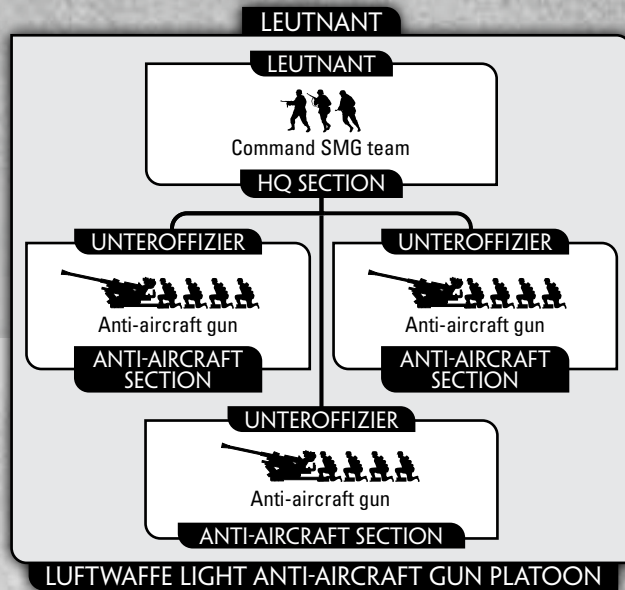 LEUTNANT
LEUTNANT
Command SMG team
HQ SECTION
UNTEROFFIZIER
Anti-aircraft gun
ANTI-AIRCRAFT
SECTION
UNTEROFFIZIER
Anti-aircraft gun
ANTI-AIRCRAFT
SECTION
UNTEROFFIZIER
Anti-aircraft gun
ANTI-AIRCRAFT SECTION
LUFTWAFFE LIGHT ANTI-AIRCRAFT GUN PLATOON